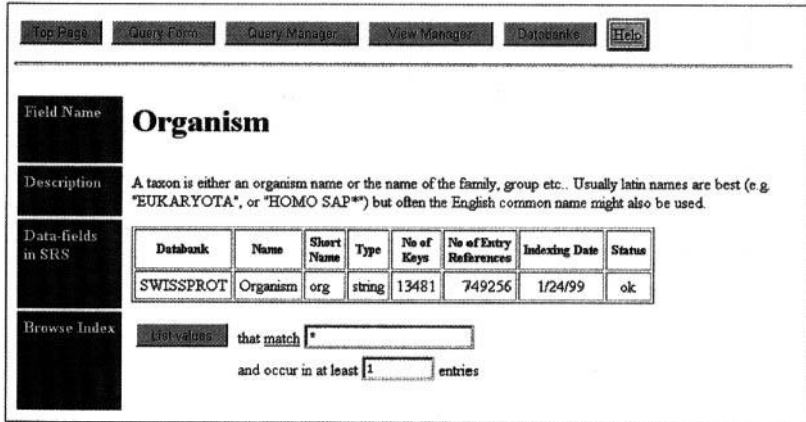 Top Page Query Form Query Manager View Manager Databanks Help
Field Name
Organism
Description
A taxon is either an organism name or the name of the family, group etc.. Usually latin names are best (e.g.
"EUKARYOTA", or "HOMO SAP*") but often the English common name might also be used.
Data-fields
in SRS
Databank Name Short Name Type No of Keys No of Entry References Indexing Date Status
SWISSPROT Organism org string 13481 749256 1/24/99 ok
Browse Index
List values that match *
and occur in at least 1 entries